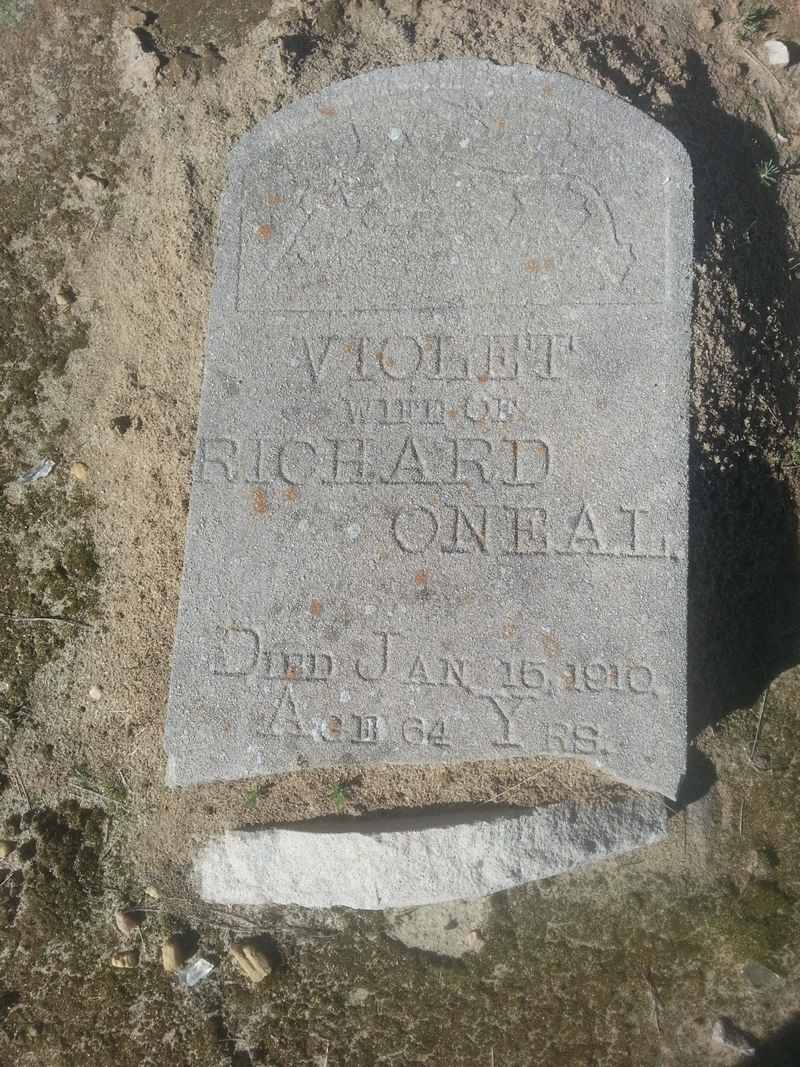 VIOLET
WIFE OF
RICHARD
ONEAL.
DIED JAN 15, 1910.
AGE 64 YRS.